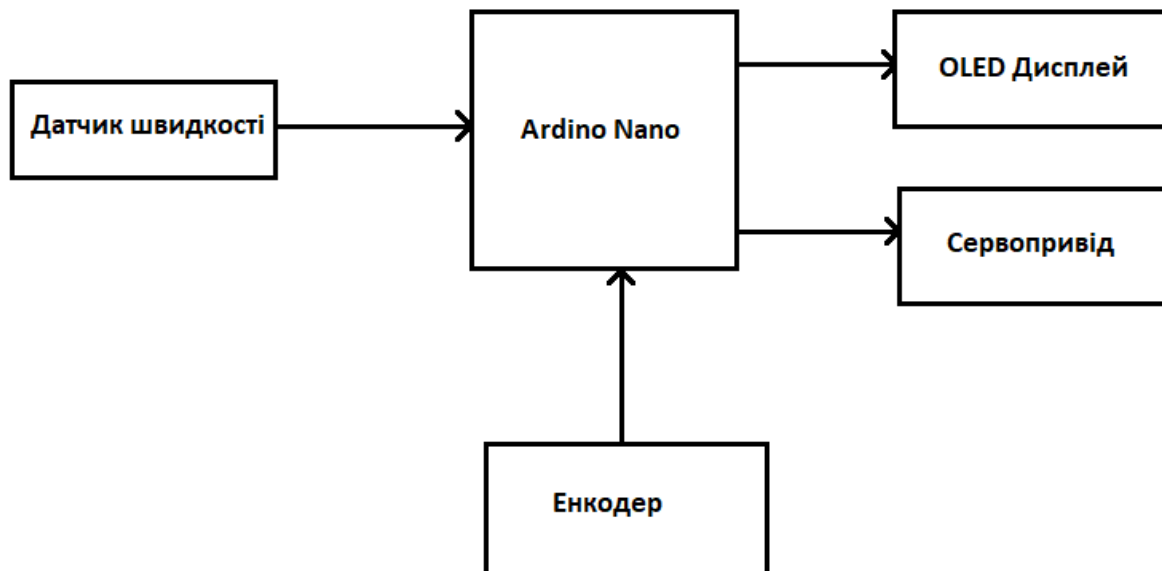 OLED Дисплей
Датчик швидкості
Ardino Nano
Сервопривід
Енкодер